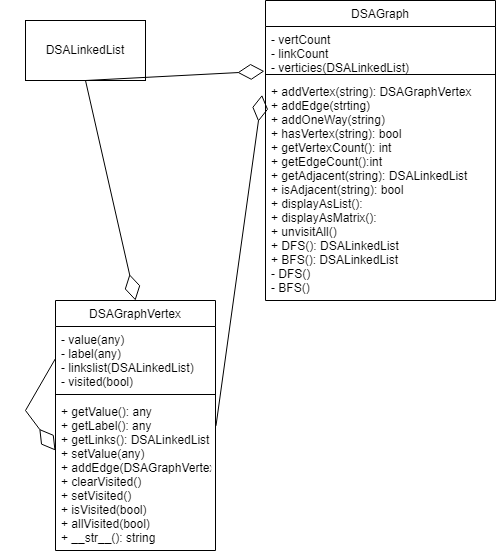 DSALinkedList
DSAGraph
- vertCount
- linkCount
- verticies(DSALinkedList)
+ addVertex(string): DSAGraphVertex
+ addEdge(strting)
+ addOneWay(string)
+ hasVertex(string): bool
+ getVertexCount(): int
+ getEdgeCount():int
+ getAdjacent(string): DSALinkedList
+ isAdjacent(string): bool
+ displayAsList():
+ displayAsMatrix():
+ unvisitAll()
+ DFS(): DSALinkedList
+ BFS(): DSALinkedList
- DFS()
- BFS()
DSAGraphVertex
- value(any)
- label(any)
- linkslist(DSALinkedList)
- visited(bool)
+ getValue(): any
+ getLabel(): any
+ getLinks(): DSALinkedList
+ setValue(any)
+ addEdge(DSAGraphVerte
+ clearVisited()
+ setVisited()
+ isVisited(bool)
+ allVisited(bool)
+ __str__(): string